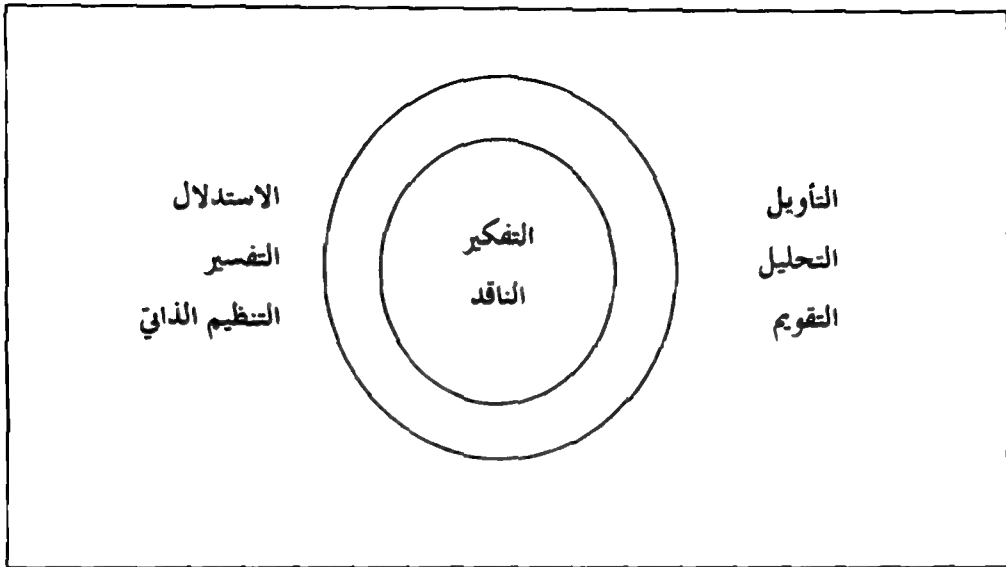 التأويل
التحليل
التقويم
التفكير
الناقد
الاستدلال
التفسير
التنظيم الذاتيّ